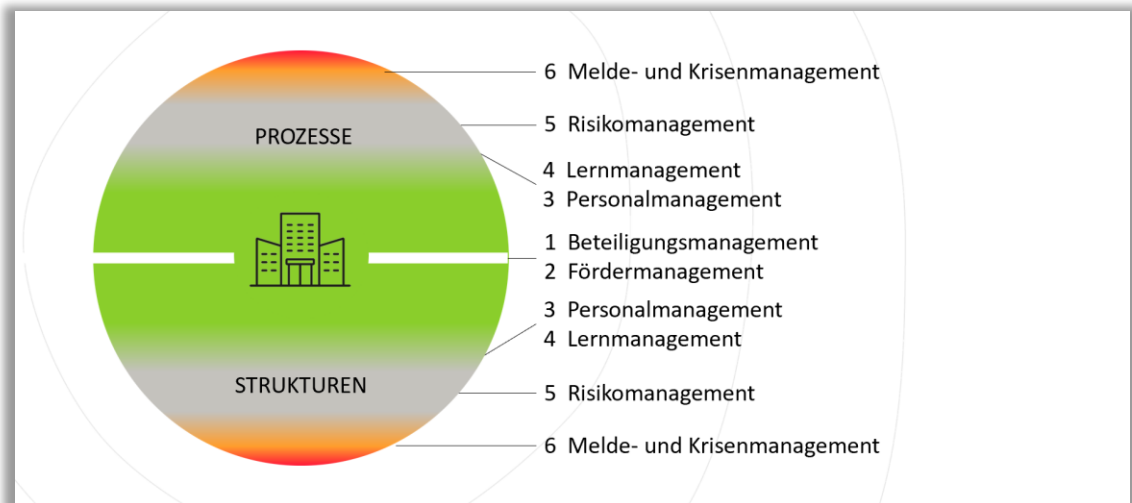 PROZESSE
STRUKTUREN
6 Melde- und Krisenmanagement
5 Risikomanagement
4 Lernmanagement
3 Personalmanagement
1 Beteiligungsmanagement
2 Fördermanagement
3 Personalmanagement
4 Lernmanagement
5 Risikomanagement
6 Melde- und Krisenmanagement